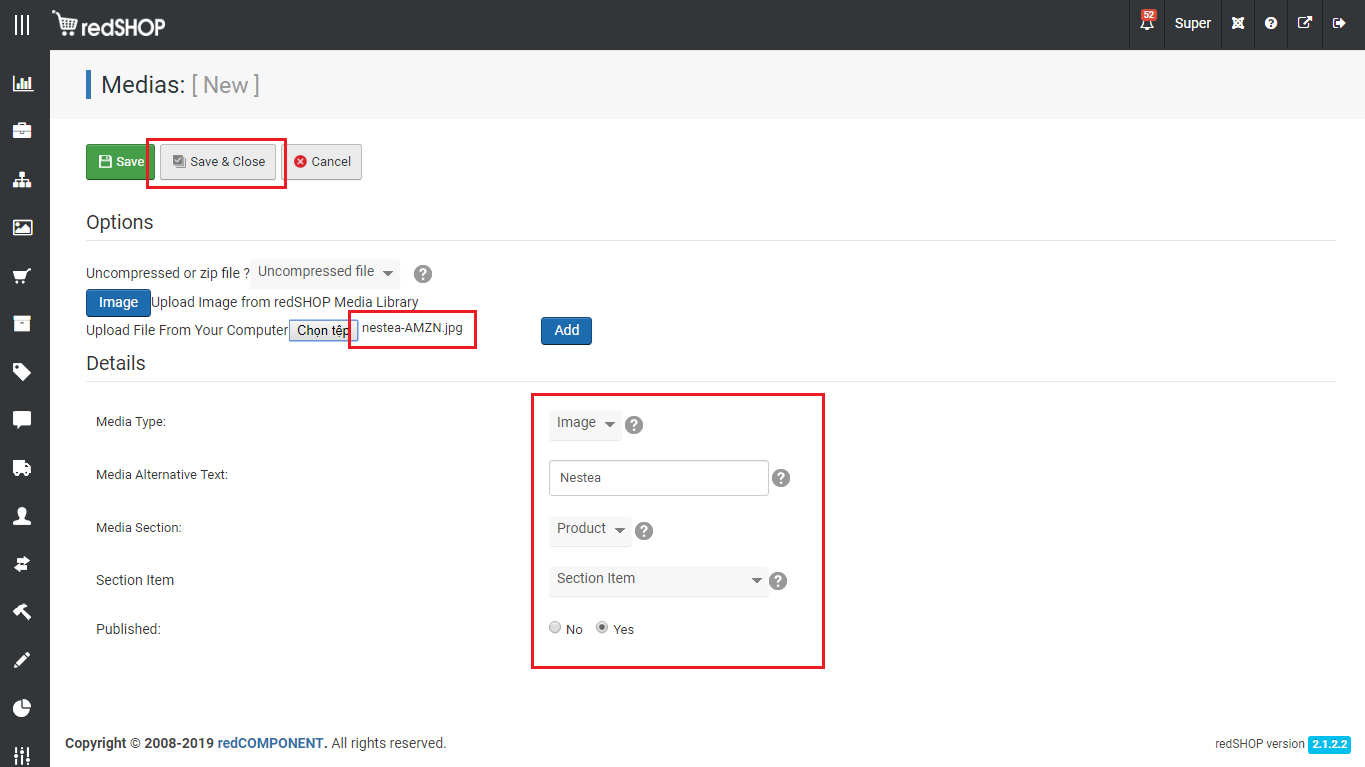 redSHOP
52
Super
Medias: [ New ]
Save
Save & Close
Cancel
Options
Uncompressed or zip file ? Uncompressed file
Image Upload Image from redSHOP Media Library
Upload File From Your Computer Chọn tệp nestea-AMZN.jpg Add
Details
Media Type: Image
Media Alternative Text: Nestea
Media Section: Product
Section Item Section Item
Published: No Yes
Copyright © 2008-2019 redCOMPONENT. All rights reserved.
redSHOP version 2.1.2.2